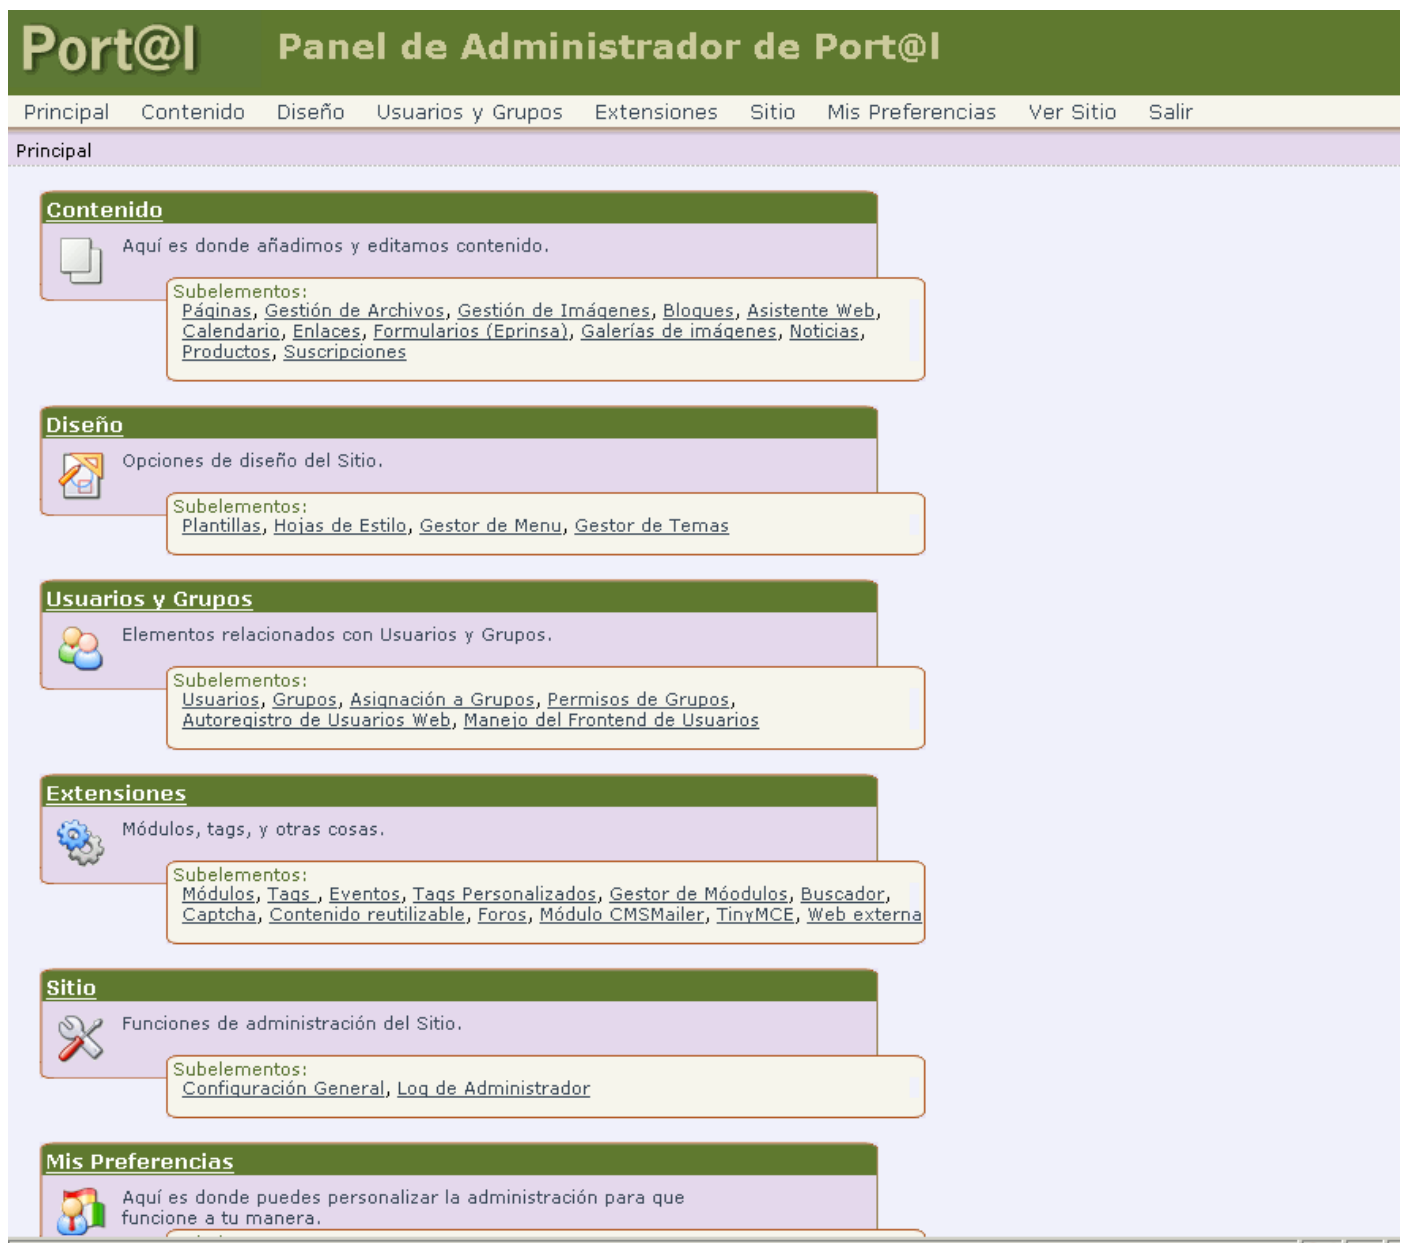 Port@l
Panel de Administrador de Port@l
Principal Contenido Diseño Usuarios y Grupos Extensiones Sitio Mis Preferencias Ver Sitio Salir
Principal
Contenido
Aquí es donde añadimos y editamos contenido.
Subelementos:
Páginas, Gestión de Archivos, Gestión de Imágenes, Bloques, Asistente Web,
Calendario, Enlaces, Formularios (Eprinsa), Galerías de imágenes, Noticias,
Productos, Suscripciones
Diseño
Opciones de diseño del Sitio.
Subelementos:
Plantillas, Hojas de Estilo, Gestor de Menu, Gestor de Temas
Usuarios y Grupos
Elementos relacionados con Usuarios y Grupos.
Subelementos:
Usuarios, Grupos, Asignación a Grupos, Permisos de Grupos,
Autoregistro de Usuarios Web, Manejo del Frontend de Usuarios
Extensiones
Módulos, tags, y otras cosas.
Subelementos:
Módulos, Tags , Eventos, Tags Personalizados, Gestor de Móodulos, Buscador,
Captcha, Contenido reutilizable, Foros, Módulo CMSMailer, TinyMCE, Web externa
Sitio
Funciones de administración del Sitio.
Subelementos:
Configuración General, Log de Administrador
Mis Preferencias
Aquí es donde puedes personalizar la administración para que
funcione a tu manera.